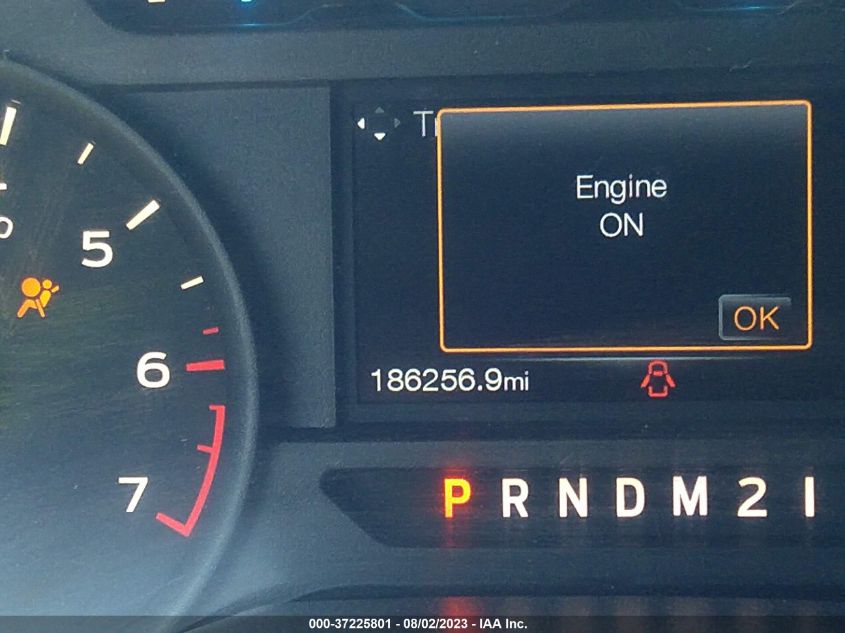 5
6
7
Engine
ON
OK
186256.9mi
P R N D M 2 1
000-37225801 - 08/02/2023 - IAA Inc.